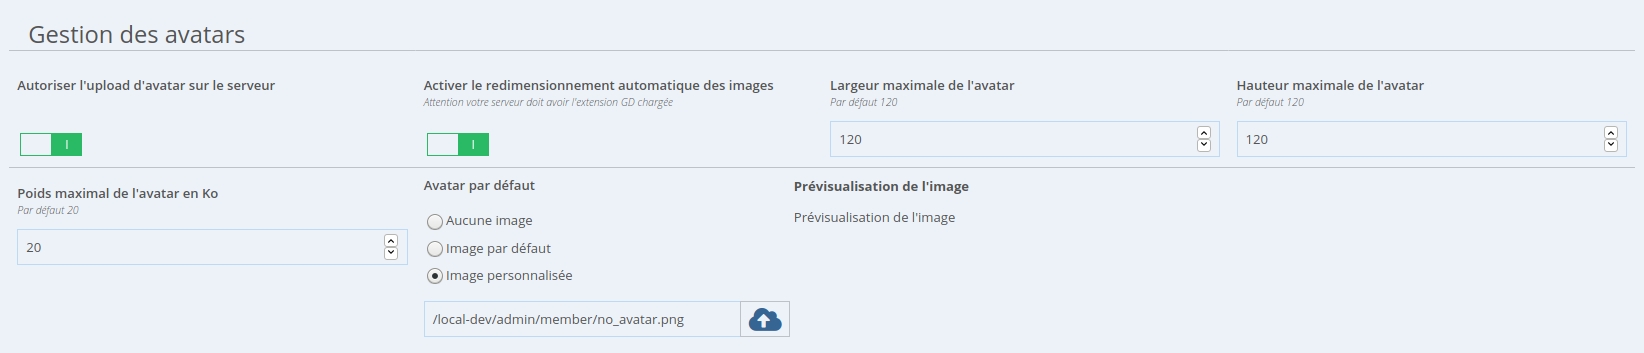 Gestion des avatars
Autoriser l'upload d'avatar sur le serveur
Activer le redimensionnement automatique des images
Attention votre serveur doit avoir l'extension GD chargée
Largeur maximale de l'avatar
Par défaut 120
120
Hauteur maximale de l'avatar
Par défaut 120
120
Poids maximal de l'avatar en Ko
Par défaut 20
20
Avatar par défaut
Aucune image
Image par défaut
Image personnalisée
/local-dev/admin/member/no_avatar.png
Prévisualisation de l'image
Prévisualisation de l'image